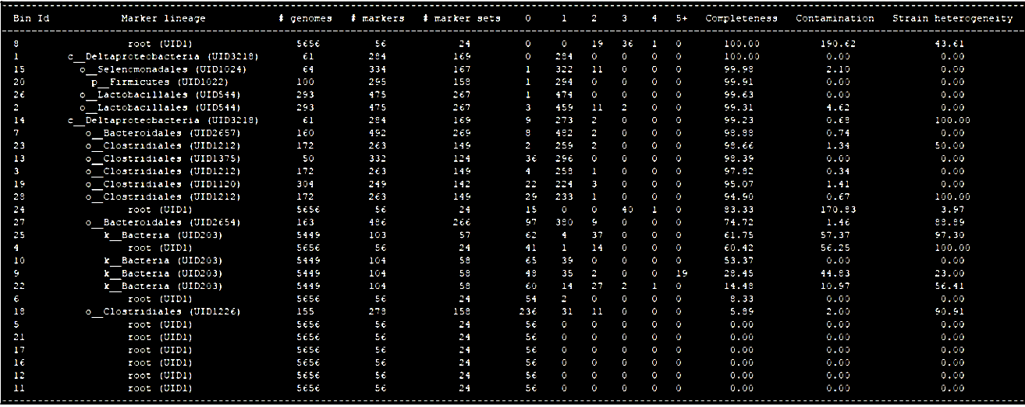 Bin Id Marker lineage # genomes # markers # marker sets 0 1 2 3 4 5+ Completeness Contamination Strain heterogeneity
8 root (UID1) 5656 56 24 0 0 19 36 1 0 100.00 190.62 43.61
1 c__Deltaproteobacteria (UID3218) 61 284 169 0 284 0 0 0 0 100.00 0.00 0.00
15 o__Selenomonadales (UID1024) 64 334 167 1 322 11 0 0 0 99.98 2.10 0.00
20 p__Firmicutes (UID1022) 100 295 158 1 294 0 0 0 0 99.91 0.00 0.00
26 o__Lactobacillales (UID544) 293 475 267 1 474 0 0 0 0 99.63 0.00 0.00
2 o__Lactobacillales (UID544) 293 475 267 3 459 11 2 0 0 99.31 4.62 0.00
14 c__Deltaproteobacteria (UID3218) 61 284 169 9 273 2 0 0 0 99.23 0.68 100.00
7 o__Bacteroidales (UID2657) 160 492 269 8 482 2 0 0 0 98.88 0.74 0.00
23 o__Clostridiales (UID1212) 172 263 149 2 259 2 0 0 0 98.66 1.34 50.00
13 o__Clostridiales (UID1375) 50 332 124 36 296 0 0 0 0 98.39 0.00 0.00
3 o__Clostridiales (UID1212) 172 263 149 4 258 1 0 0 0 97.82 0.34 0.00
19 o__Clostridiales (UID1120) 304 249 142 22 224 3 0 0 0 95.07 1.41 0.00
28 o__Clostridiales (UID1212) 172 263 149 29 233 1 0 0 0 94.90 0.67 100.00
24 root (UID1) 5656 56 24 15 0 0 40 1 0 83.33 170.83 3.97
27 o__Bacteroidales (UID2654) 163 486 266 97 380 9 0 0 0 74.72 1.46 88.89
25 k__Bacteria (UID203) 5449 103 57 62 4 37 0 0 0 61.75 57.37 97.30
4 root (UID1) 5656 56 24 41 1 14 0 0 0 60.42 56.25 100.00
10 k__Bacteria (UID203) 5449 104 58 65 39 0 0 0 0 53.37 0.00 0.00
9 k__Bacteria (UID203) 5449 104 58 48 35 2 0 0 19 28.45 44.83 23.00
22 k__Bacteria (UID203) 5449 104 58 60 14 27 2 1 0 14.48 10.97 56.41
6 root (UID1) 5656 56 24 54 2 0 0 0 0 8.33 0.00 0.00
18 o__Clostridiales (UID1226) 155 278 158 236 31 11 0 0 0 5.89 2.00 90.91
5 root (UID1) 5656 56 24 56 0 0 0 0 0 0.00 0.00 0.00
21 root (UID1) 5656 56 24 56 0 0 0 0 0 0.00 0.00 0.00
17 root (UID1) 5656 56 24 56 0 0 0 0 0 0.00 0.00 0.00
16 root (UID1) 5656 56 24 56 0 0 0 0 0 0.00 0.00 0.00
12 root (UID1) 5656 56 24 56 0 0 0 0 0 0.00 0.00 0.00
11 root (UID1) 5656 56 24 56 0 0 0 0 0 0.00 0.00 0.00